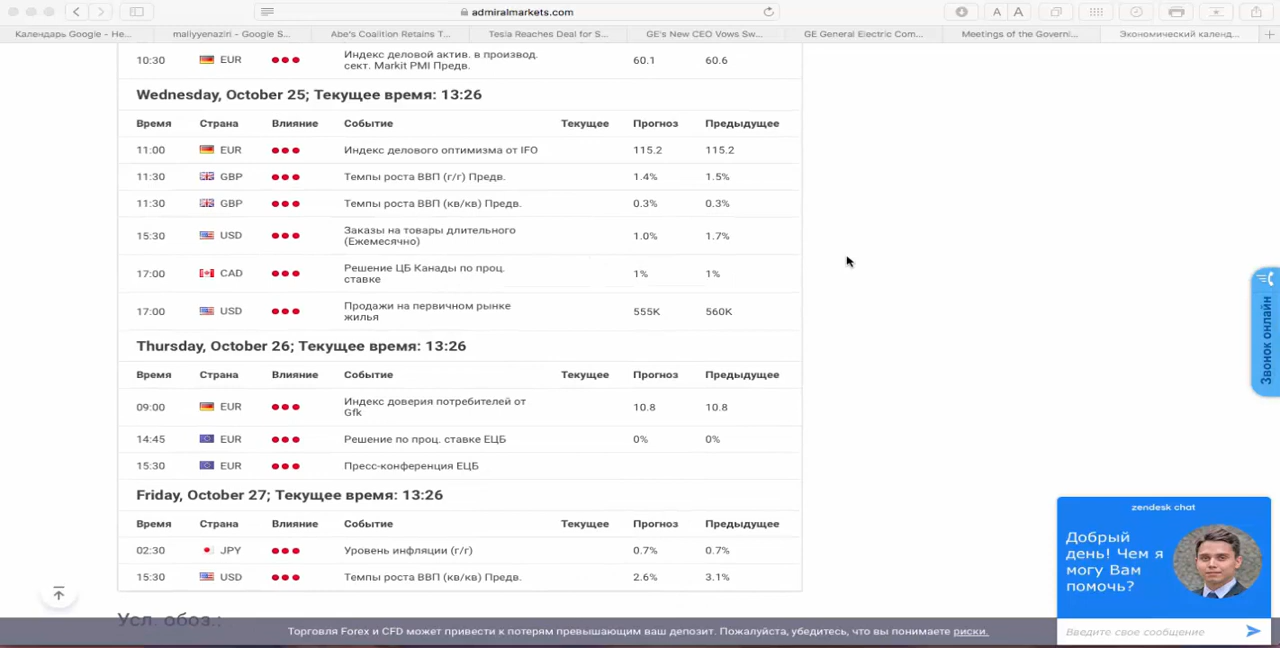 admiralmarkets.com
A A
Календарь Google - Не...
maliyyenaziri - Google S...
Abe's Coalition Retains T...
Tesla Reaches Deal for S...
GE's New CEO Vows Sw...
GE General Electric Com...
Meetings of the Governi...
Экономический календ...
10:30 EUR Индекс деловой актив. в производ. 60.1 60.6
сект. Markit PMI Предв.
Wednesday, October 25; Текущее время: 13:26
Время Страна Влияние Событие Текущее Прогноз Предыдущее
11:00 EUR Индекс делового оптимизма от IFO 115.2 115.2
11:30 GBP Темпы роста ВВП (г/г) Предв. 1.4% 1.5%
11:30 GBP Темпы роста ВВП (кв/кв) Предв. 0.3% 0.3%
15:30 USD Заказы на товары длительного 1.0% 1.7%
(Ежемесячно)
17:00 CAD Решение ЦБ Канады по проц. 1% 1%
ставке
17:00 USD Продажи на первичном рынке 555K 560K
жилья
Thursday, October 26; Текущее время: 13:26
Время Страна Влияние Событие Текущее Прогноз Предыдущее
09:00 EUR Индекс доверия потребителей от 10.8 10.8
Gfk
14:45 EUR Решение по проц. ставке ЕЦБ 0% 0%
15:30 EUR Пресс-конференция ЕЦБ
Friday, October 27; Текущее время: 13:26
Время Страна Влияние Событие Текущее Прогноз Предыдущее
02:30 JPY Уровень инфляции (г/г) 0.7% 0.7%
15:30 USD Темпы роста ВВП (кв/кв) Предв. 2.6% 3.1%
Усл. обоз.:
Торговля Forex и CFD может привести к потерям превышающим ваш депозит. Пожалуйста, убедитесь, что вы понимаете риски.
Звонок онлайн
zendesk chat
Добрый
день! Чем я
могу Вам
помочь?
Введите свое сообщение